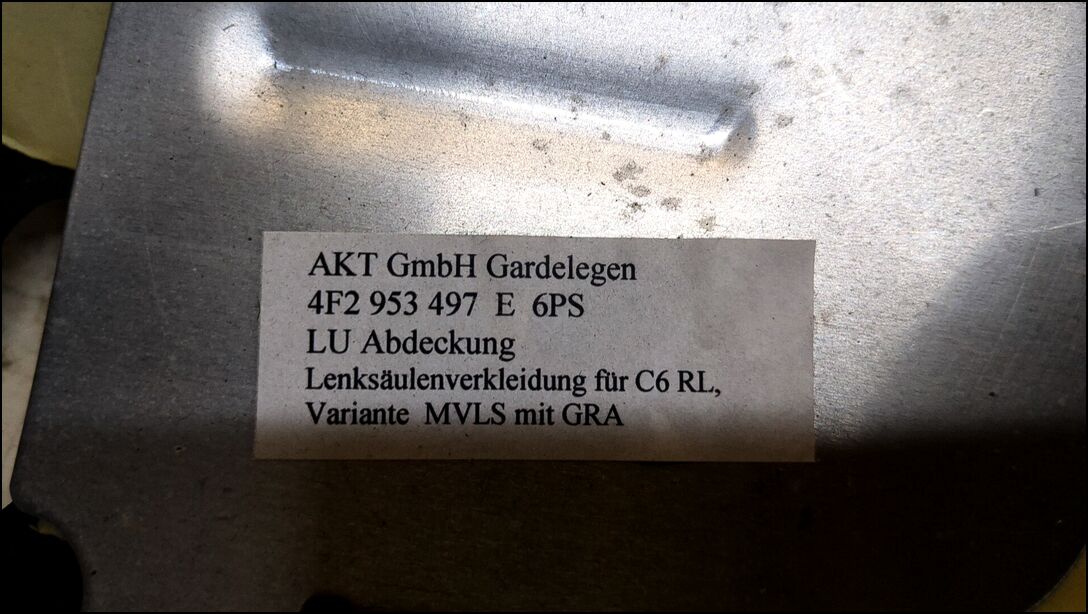 AKT GmbH Gardelegen
4F2 953 497 E 6PS
LU Abdeckung
Lenksäulenverkleidung für C6 RL,
Variante MVLS mit GRA